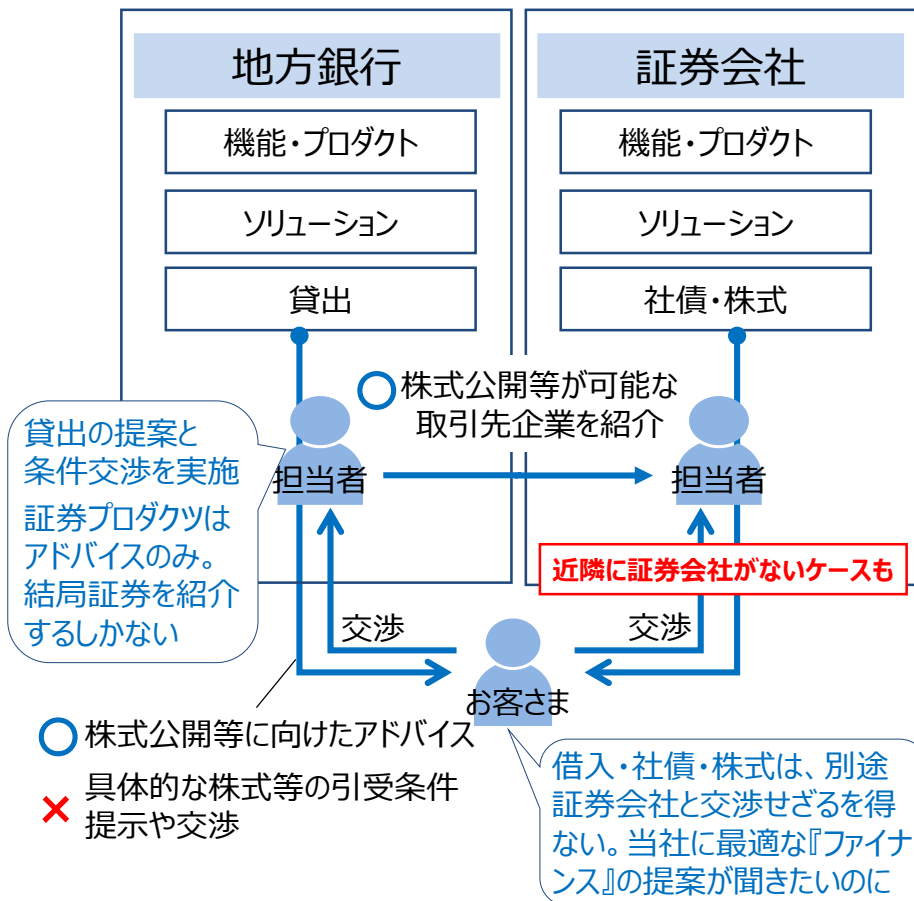 地方銀行
機能・プロダクト
ソリューション
貸出
証券会社
機能・プロダクト
ソリューション
社債・株式
株式公開等が可能な
取引先企業を紹介
貸出の提案と
条件交渉を実施
証券プロダクツは
アドバイスのみ。
結局証券を紹介
するしかない
担当者
担当者
近隣に証券会社がないケースも
交渉
交渉
お客さま
株式公開等に向けたアドバイス
具体的な株式等の引受条件
提示や交渉
借入・社債・株式は、別途
証券会社と交渉せざるを得
ない。当社に最適な『ファイナ
ンス』の提案が聞きたいのに